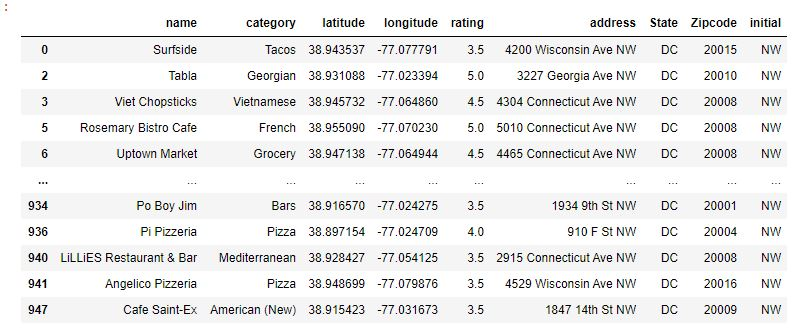 :
name category latitude longitude rating address State Zipcode initial
0 Surfside Tacos 38.943537 -77.077791 3.5 4200 Wisconsin Ave NW DC 20015 NW
2 Tabla Georgian 38.931088 -77.023394 5.0 3227 Georgia Ave NW DC 20010 NW
3 Viet Chopsticks Vietnamese 38.945732 -77.064860 4.5 4304 Connecticut Ave NW DC 20008 NW
5 Rosemary Bistro Cafe French 38.955090 -77.070230 5.0 5010 Connecticut Ave NW DC 20008 NW
6 Uptown Market Grocery 38.947138 -77.064944 4.5 4465 Connecticut Ave NW DC 20008 NW
... ... ... ... ... ... ... ... ... ...
934 Po Boy Jim Bars 38.916570 -77.024275 3.5 1934 9th St NW DC 20001 NW
936 Pi Pizzeria Pizza 38.897154 -77.024709 4.0 910 F St NW DC 20004 NW
940 LiLLiES Restaurant & Bar Mediterranean 38.928427 -77.054125 3.5 2915 Connecticut Ave NW DC 20008 NW
941 Angelico Pizzeria Pizza 38.948699 -77.079876 3.5 4529 Wisconsin Ave NW DC 20016 NW
947 Cafe Saint-Ex American (New) 38.915423 -77.031673 3.5 1847 14th St NW DC 20009 NW